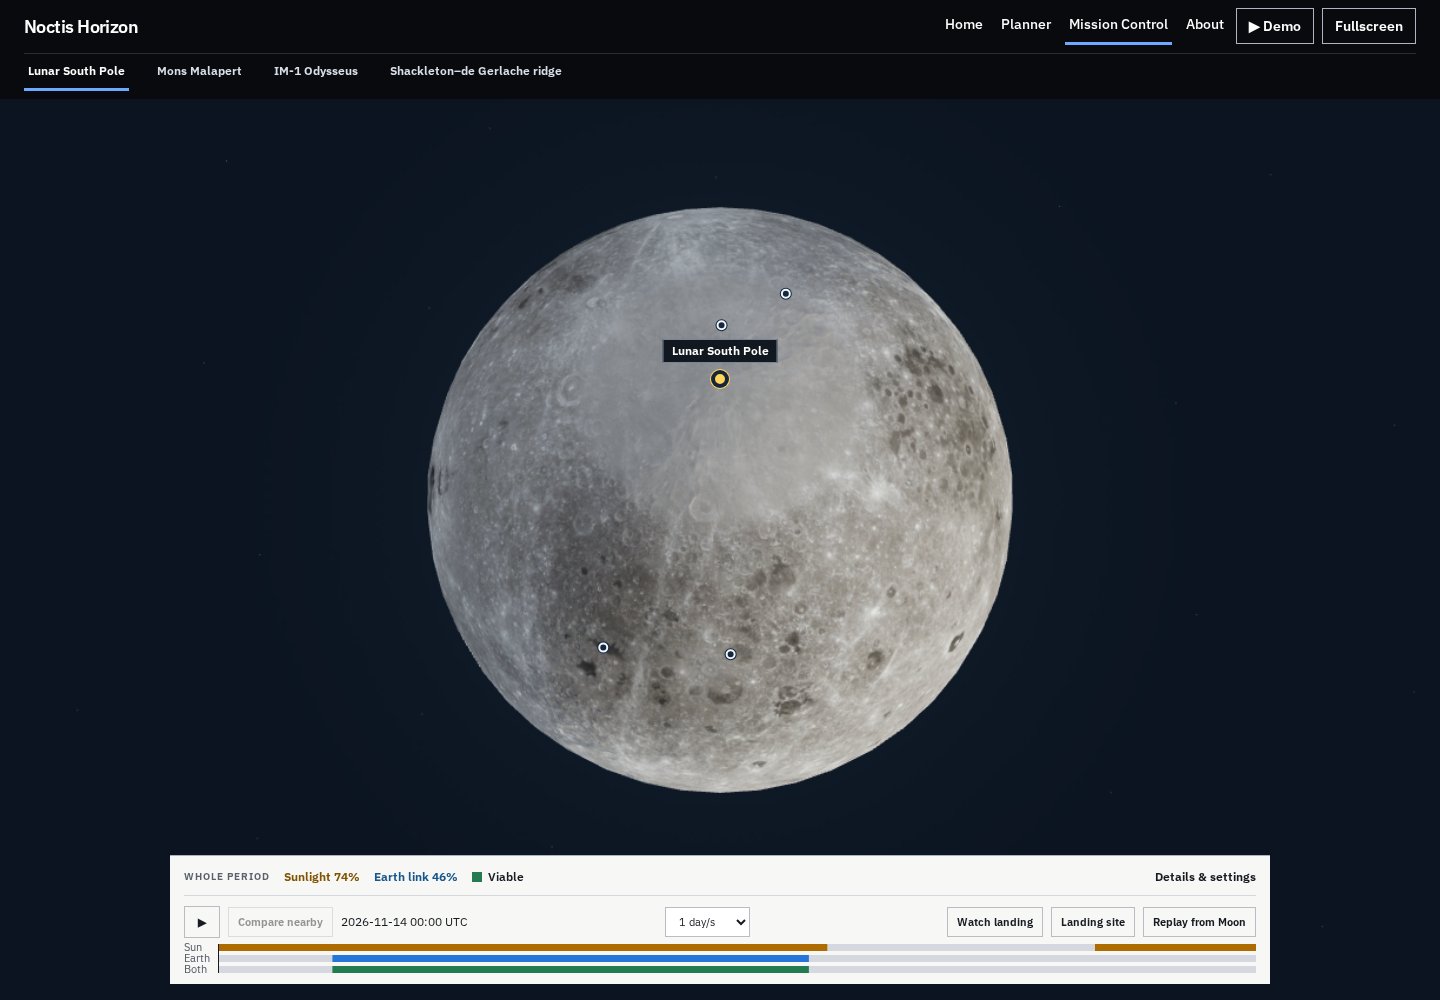 Noctis Horizon
Home Planner Mission Control About ▶ Demo Fullscreen
Lunar South Pole Mons Malapert IM-1 Odysseus Shackleton–de Gerlache ridge
Lunar South Pole
WHOLE PERIOD Sunlight 74% Earth link 46% Viable Details & settings
▶ Compare nearby 2026-11-14 00:00 UTC 1 day/s Watch landing Landing site Replay from Moon
Sun
Earth
Both